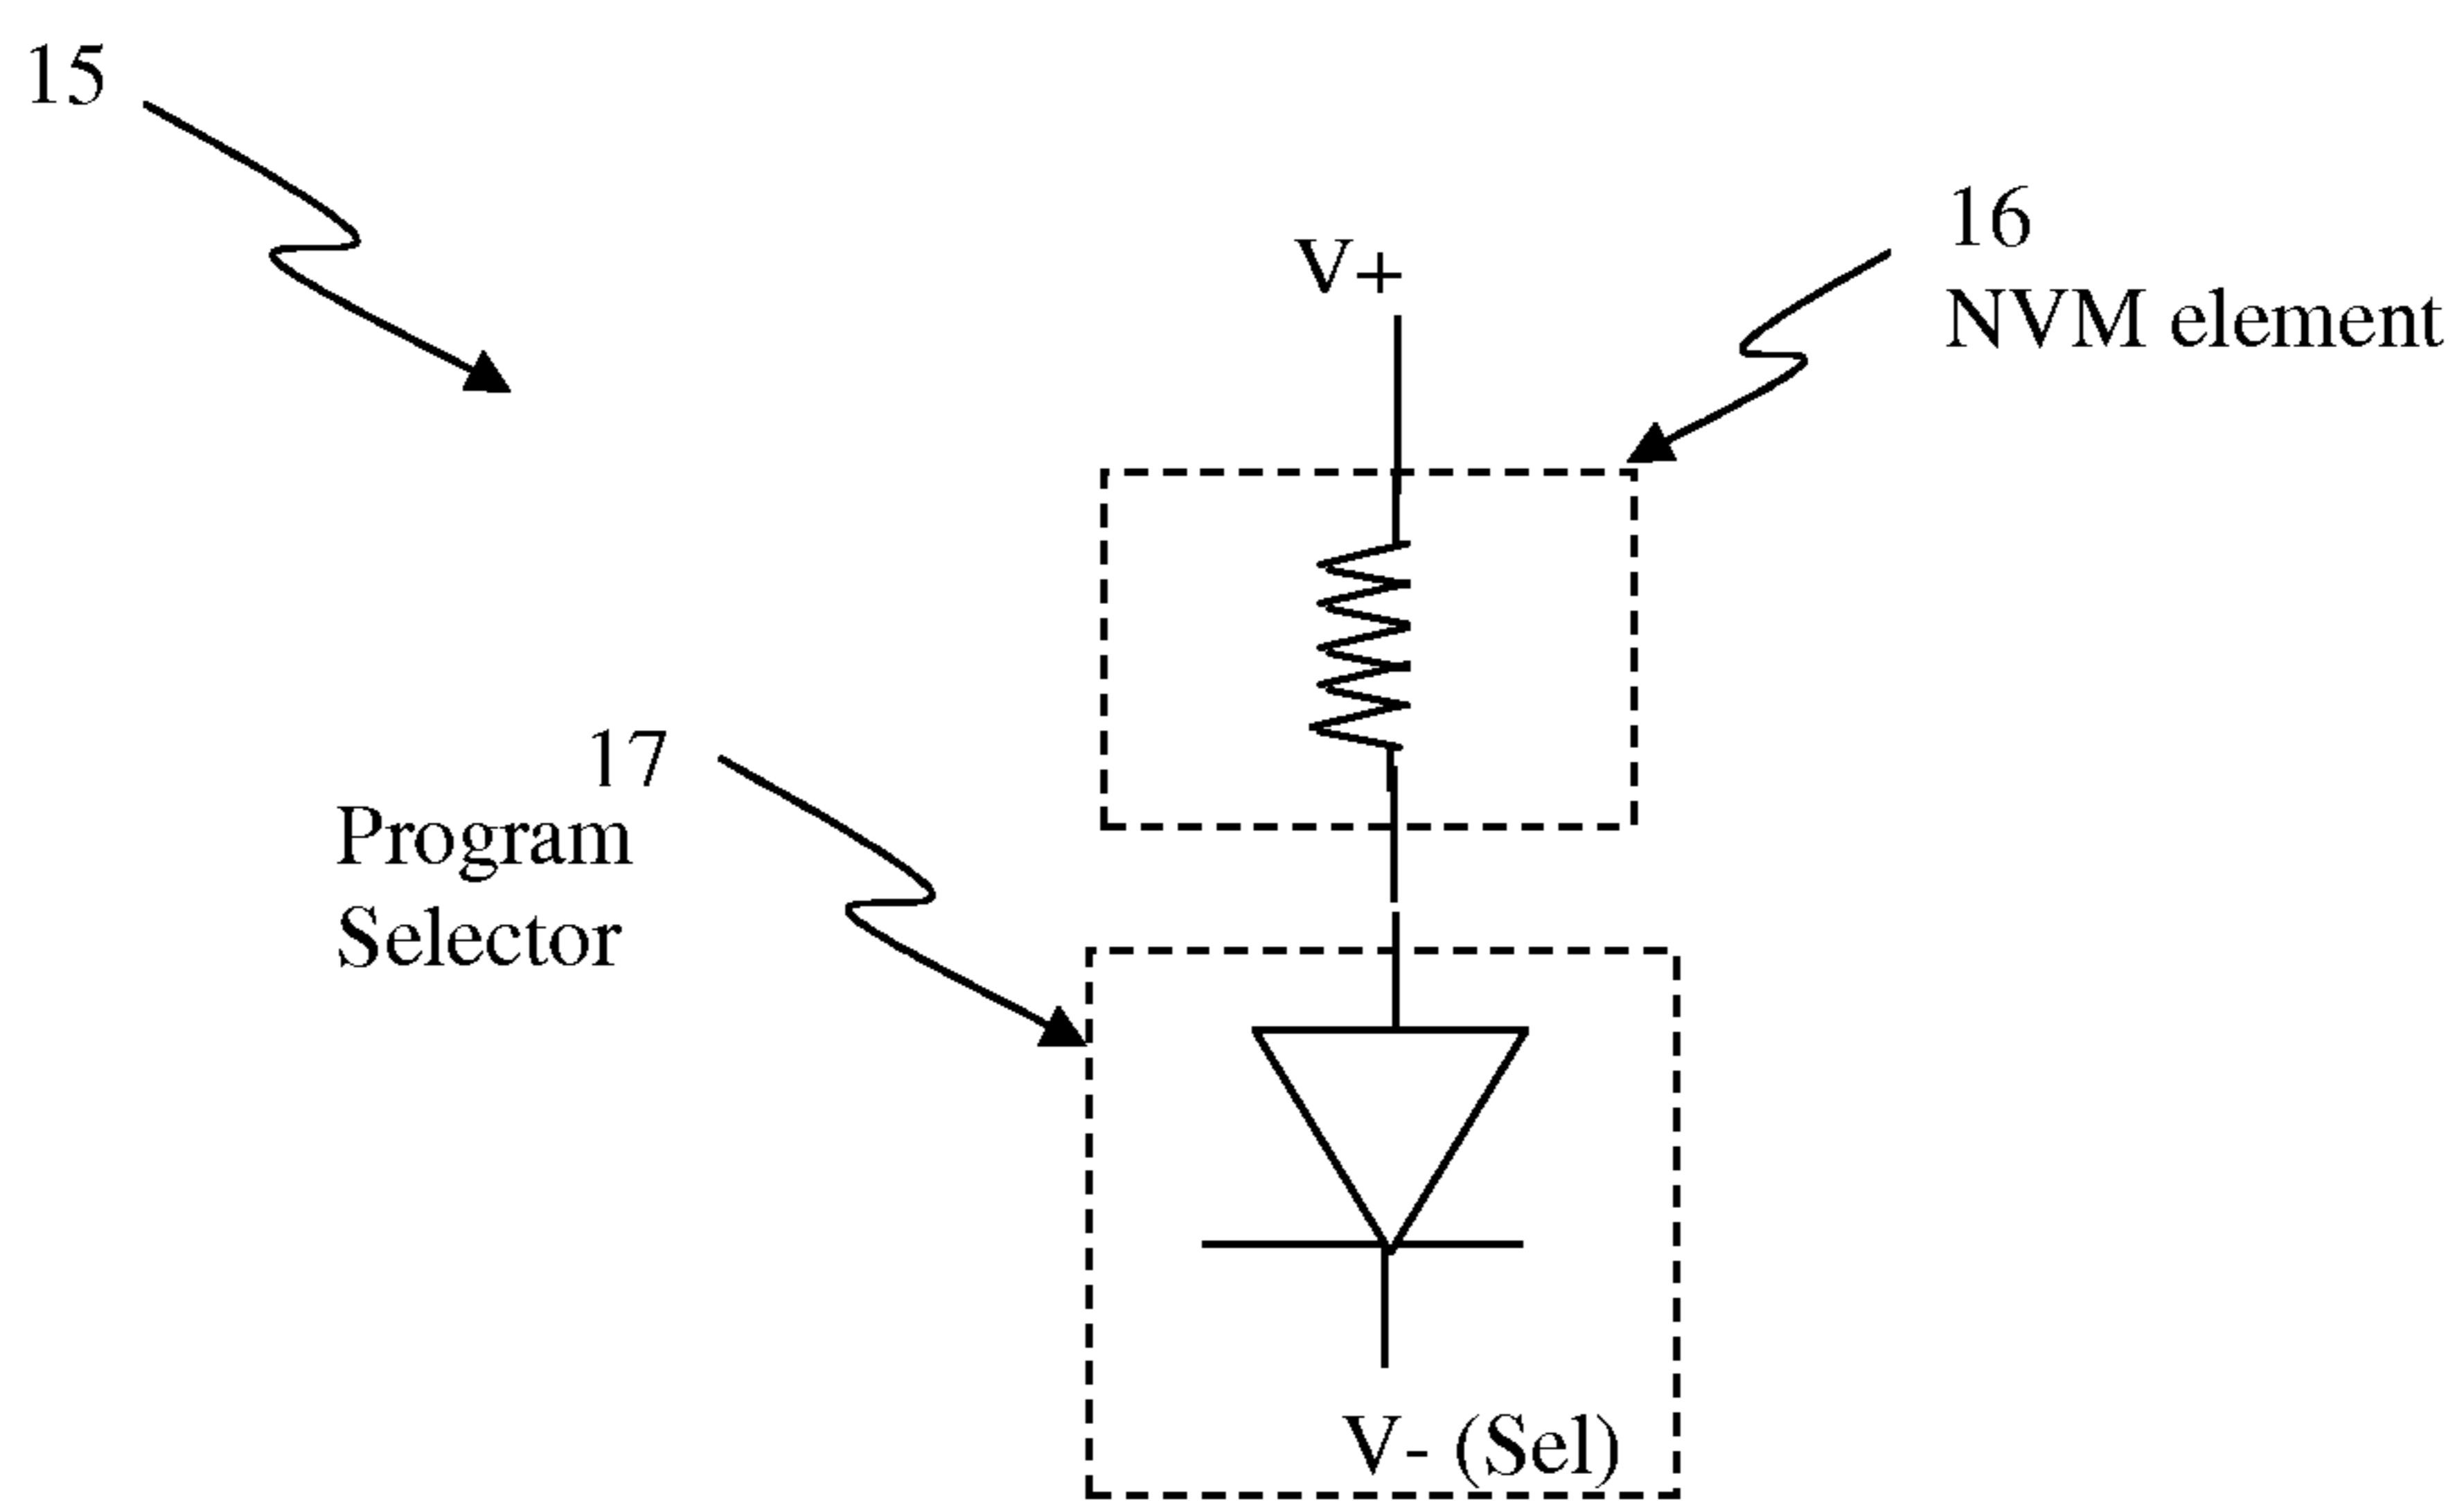 15
V+
16
NVM element
17
Program
Selector
V- (Sel)